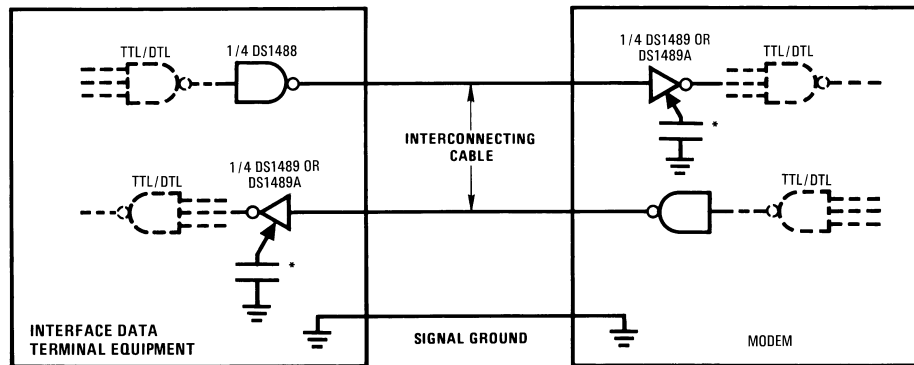 TTL/DTL
1/4 DS1488
1/4 DS1489 OR
DS1489A
TTL/DTL
*
INTERCONNECTING
CABLE
TTL/DTL
1/4 DS1489 OR
DS1489A
TTL/DTL
*
INTERFACE DATA
TERMINAL EQUIPMENT
SIGNAL GROUND
MODEM